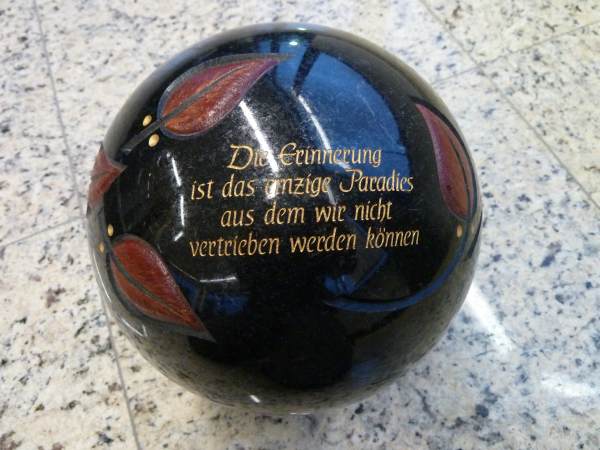 Die Erinnerung
ist das einzige Paradies
aus dem wir nicht
vertrieben werden können